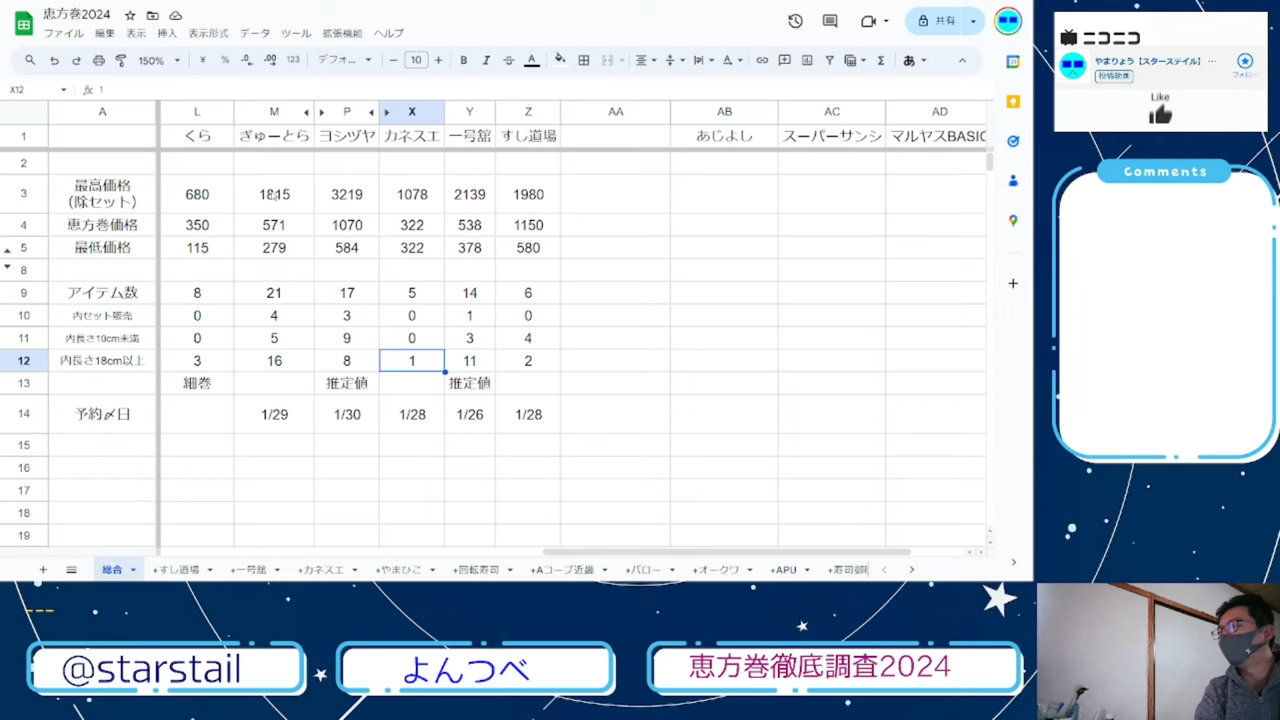 恵方巻2024
ファイル 編集 表示 挿入 表示形式 データ ツール 拡張機能 ヘルプ
共有
150% ¥ % .0 .00 123 デフォ... 10 B I A あ
X12 fx 1
A L M P X 一 Z AA AB AC AD
1 くら ぎゅーとら ヨシヅヤ カネスエ 一号舘 すし道場 あじよし スーパーサンシ マルヤスBASIC
2
3 最高価格 (除セット) 680 1815 3219 1078 2139 1980
4 恵方巻価格 350 571 1070 322 538 1150
5 最低価格 115 279 584 322 378 580
8
9 アイテム数 8 21 17 5 14 6
10 内セット販売 0 4 3 0 1 0
11 内長さ10cm未満 0 5 9 0 3 4
12 内長さ18cm以上 3 16 8 1 11 2
13 細巻 推定値 推定値
14 予約〆日 1/29 1/30 1/28 1/26 1/28
15
16
17
18
19
総合 +すし道場 +一号舘 +カネスエ +やまひこ +回転寿司 +Aコープ近畿 +バロー +オークワ +APU +寿司御
ニコニコ
やまりょう【スターステイル】 …
投稿動画
フォロー
Like
Comments
---
@starstail
よんつべ
恵方巻徹底調査2024